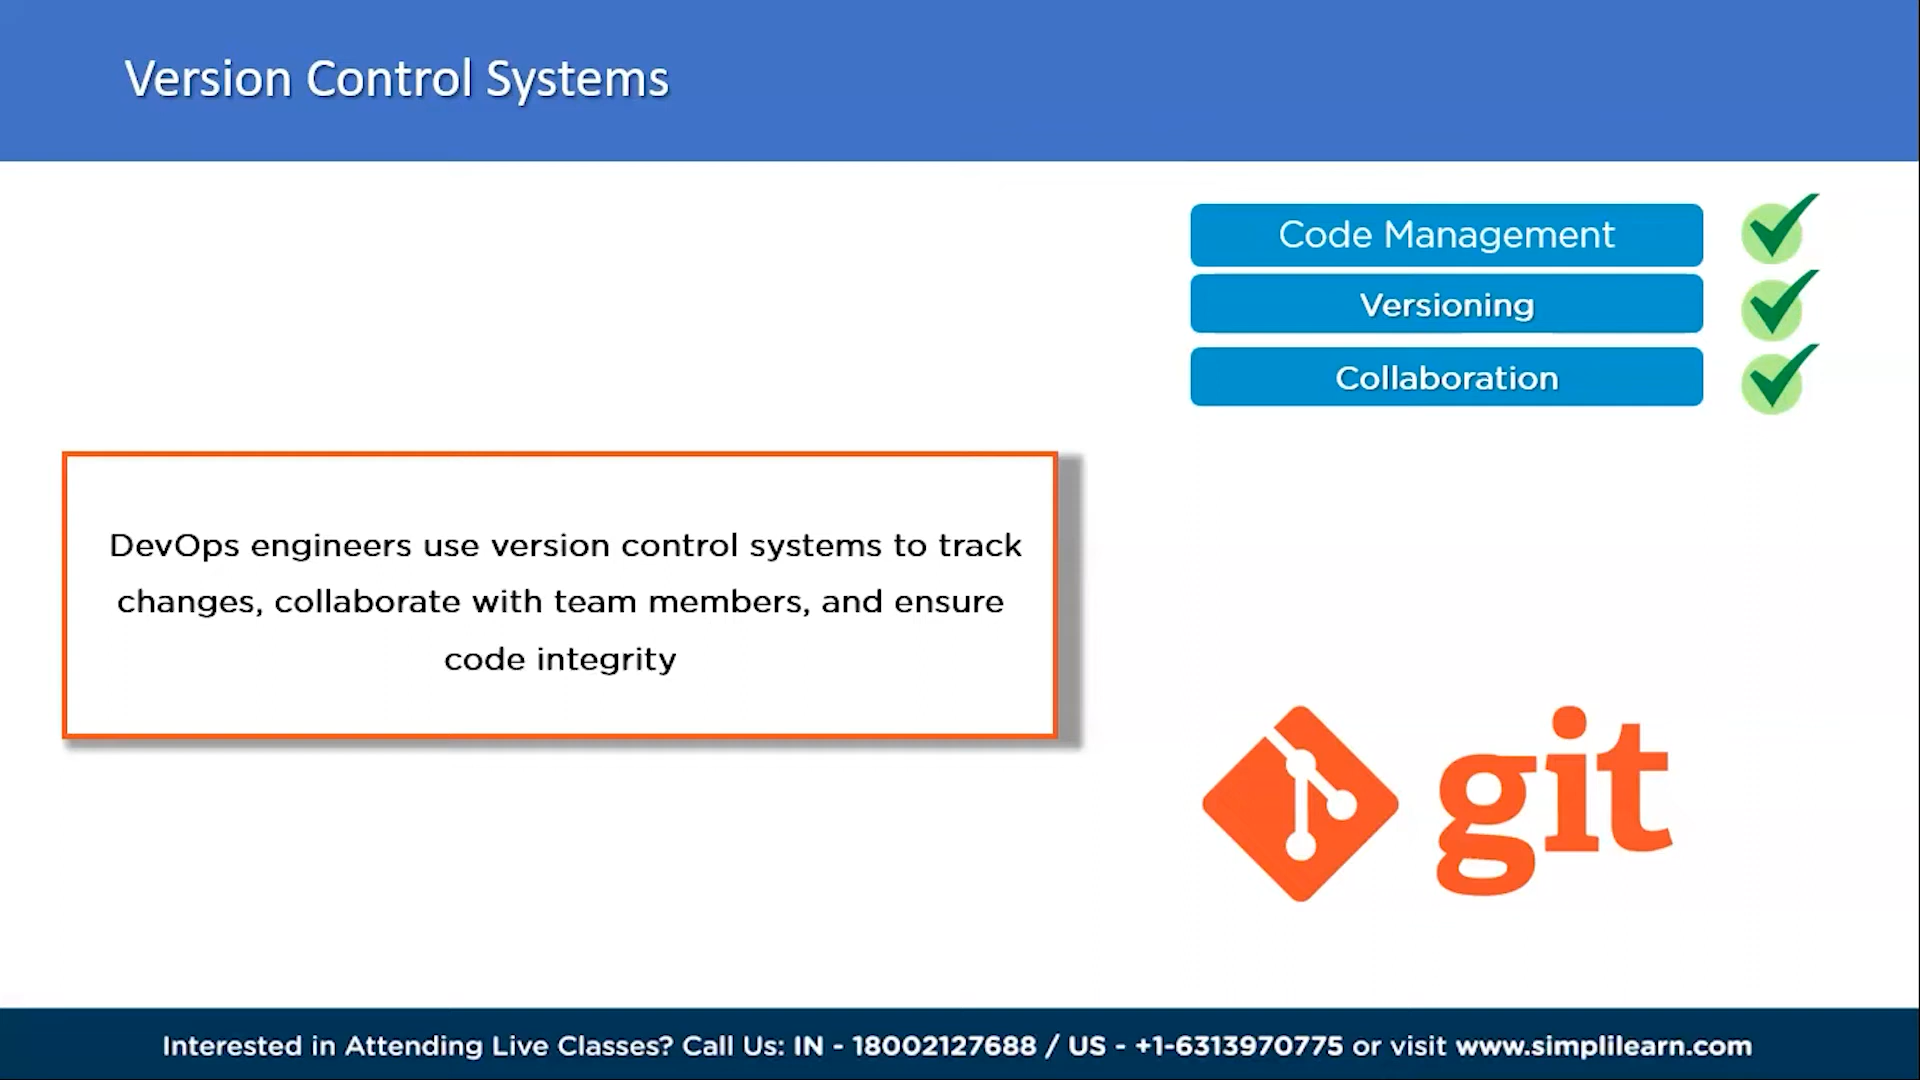 Version Control Systems
Code Management
Versioning
Collaboration
DevOps engineers use version control systems to track
changes, collaborate with team members, and ensure
code integrity
git
Interested in Attending Live Classes? Call Us: IN - 18002127688 / US - +1-6313970775 or visit www.simplilearn.com